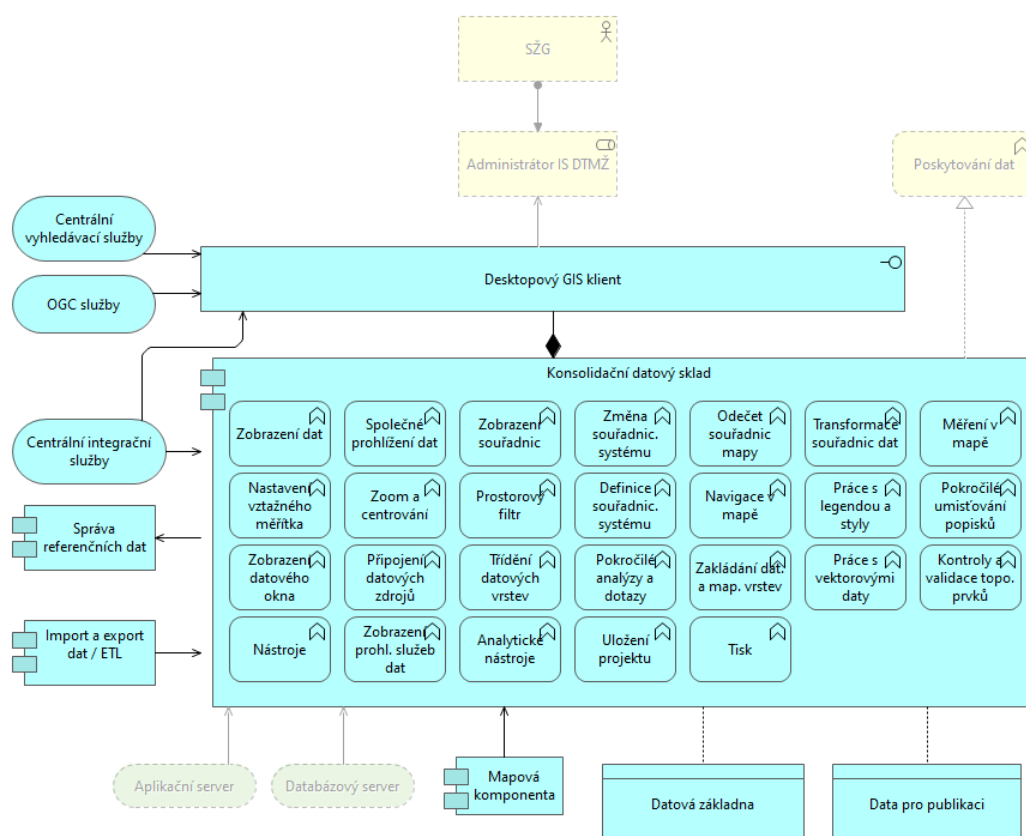 SŽG
Administrátor IS DTMŽ
Poskytování dat
Centrální
vyhledávací služby
Desktopový GIS klient
OGC služby
Konsolidační datový sklad
Centrální integrační
služby
Zobrazení dat
Společné
prohlížení dat
Zobrazení
souřadnic
Změna
souřadnic.
systému
Odečet
souřadnic
mapy
Transformace
souřadnic dat
Měření v
mapě
Nastavení
vztažného
měřítka
Zoom a
centrování
Prostorový
filtr
Definice
souřadnic.
systému
Navigace v
mapě
Práce s
legendou a
styly
Pokročilé
umisťování
popisků
Správa
referenčních dat
Zobrazení
datového
okna
Připojení
datových
zdrojů
Třídění
datových
vrstev
Pokročilé
analýzy a
dotazy
Zakládání dat.
a map. vrstev
Práce s
vektorovými
daty
Kontroly a
validace topo.
prvků
Import a export
dat / ETL
Nástroje
Zobrazení
prohl. služeb
dat
Analytické
nástroje
Uložení
projektu
Tisk
Aplikační server
Databázový server
Mapová
komponenta
Datová základna
Data pro publikaci